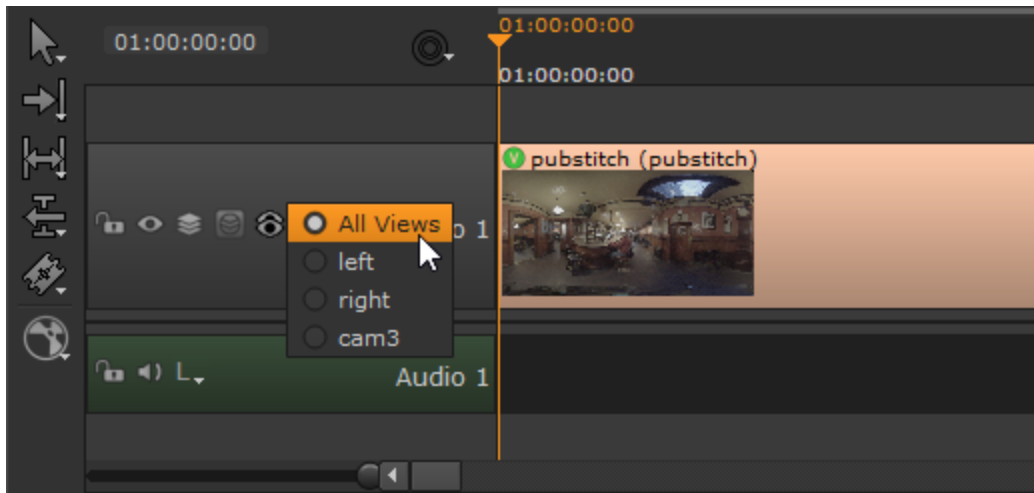 01:00:00:00
01:00:00:00
01:00:00:00
V pubstitch (pubstitch)
All Views
o 1
left
right
cam3
L
Audio 1